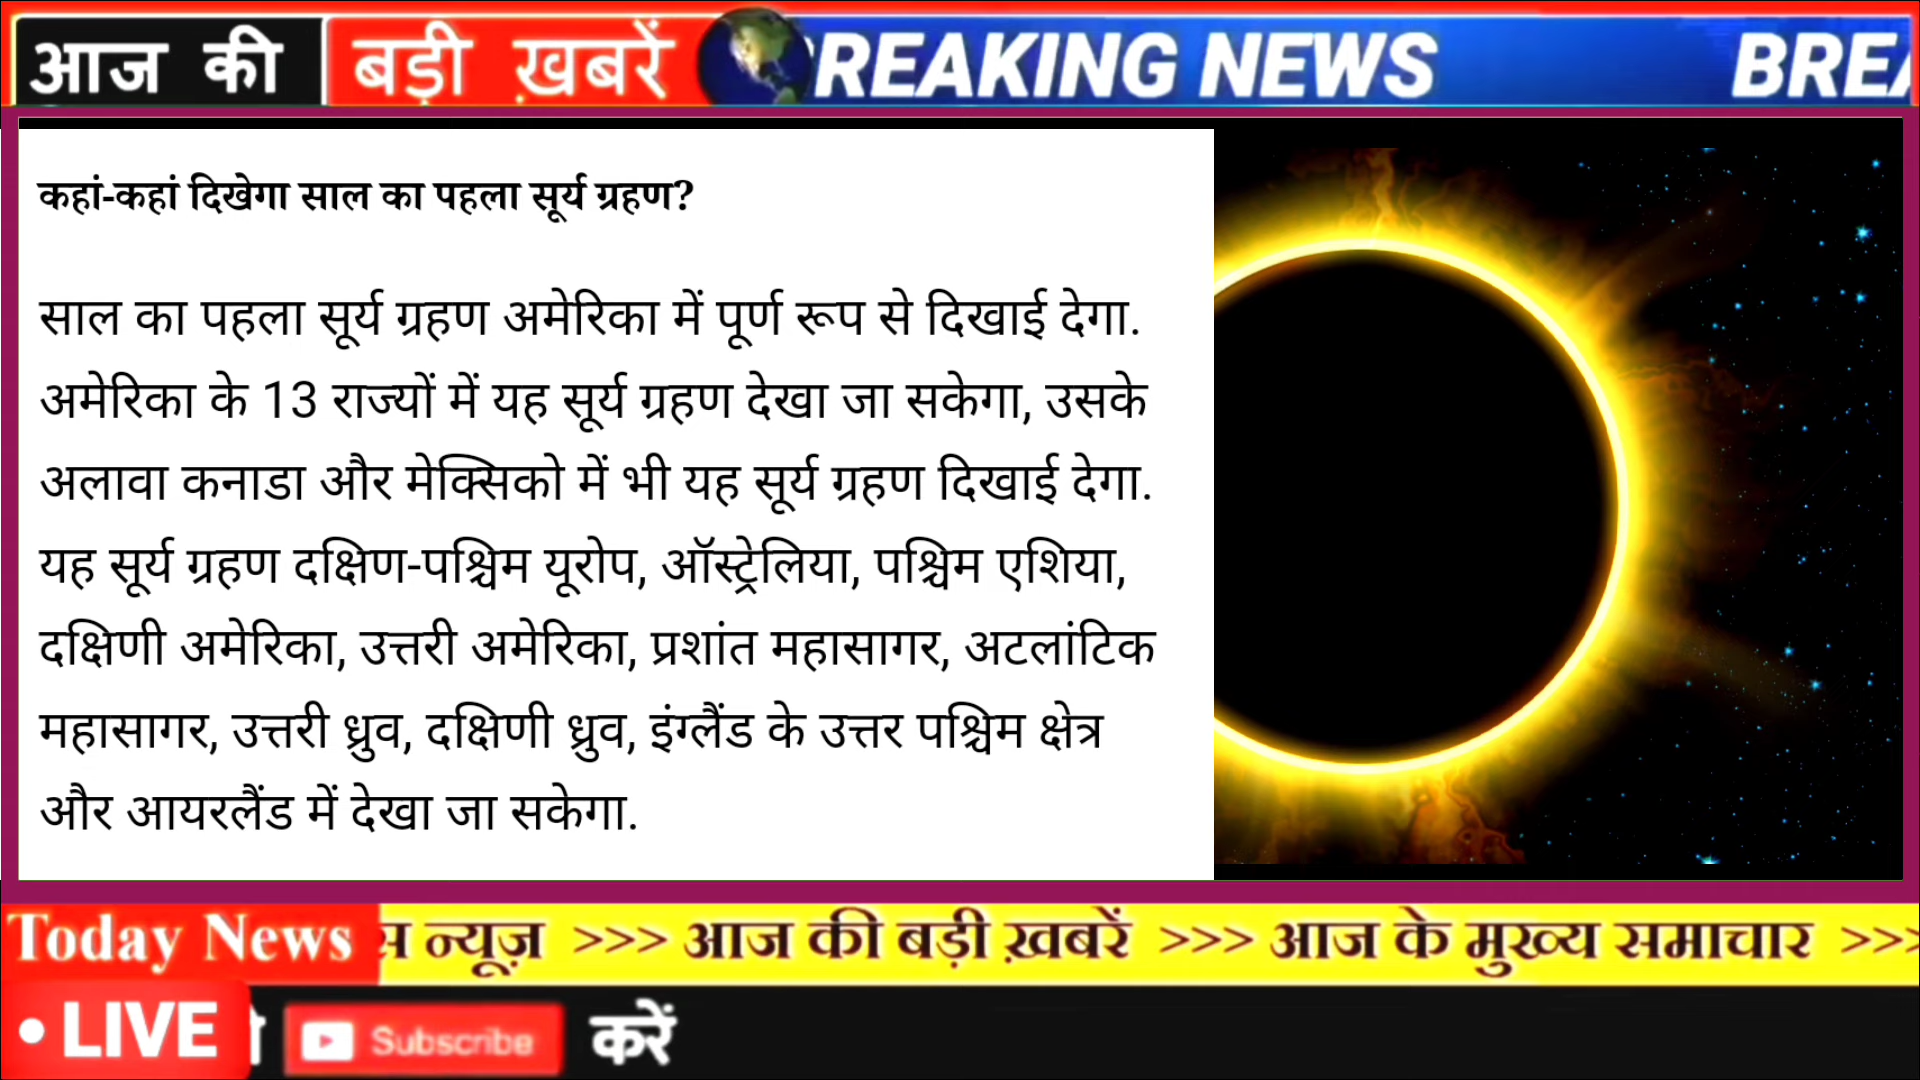 आज की बड़ी ख़बरें REAKING NEWS BREA
कहां-कहां दिखेगा साल का पहला सूर्य ग्रहण?
साल का पहला सूर्य ग्रहण अमेरिका में पूर्ण रूप से दिखाई देगा.
अमेरिका के 13 राज्यों में यह सूर्य ग्रहण देखा जा सकेगा, उसके
अलावा कनाडा और मेक्सिको में भी यह सूर्य ग्रहण दिखाई देगा.
यह सूर्य ग्रहण दक्षिण-पश्चिम यूरोप, ऑस्ट्रेलिया, पश्चिम एशिया,
दक्षिणी अमेरिका, उत्तरी अमेरिका, प्रशांत महासागर, अटलांटिक
महासागर, उत्तरी ध्रुव, दक्षिणी ध्रुव, इंग्लैंड के उत्तर पश्चिम क्षेत्र
और आयरलैंड में देखा जा सकेगा.
Today News स न्यूज़ >>> आज की बड़ी ख़बरें >>> आज के मुख्य समाचार >>>
• LIVE Subscribe करें